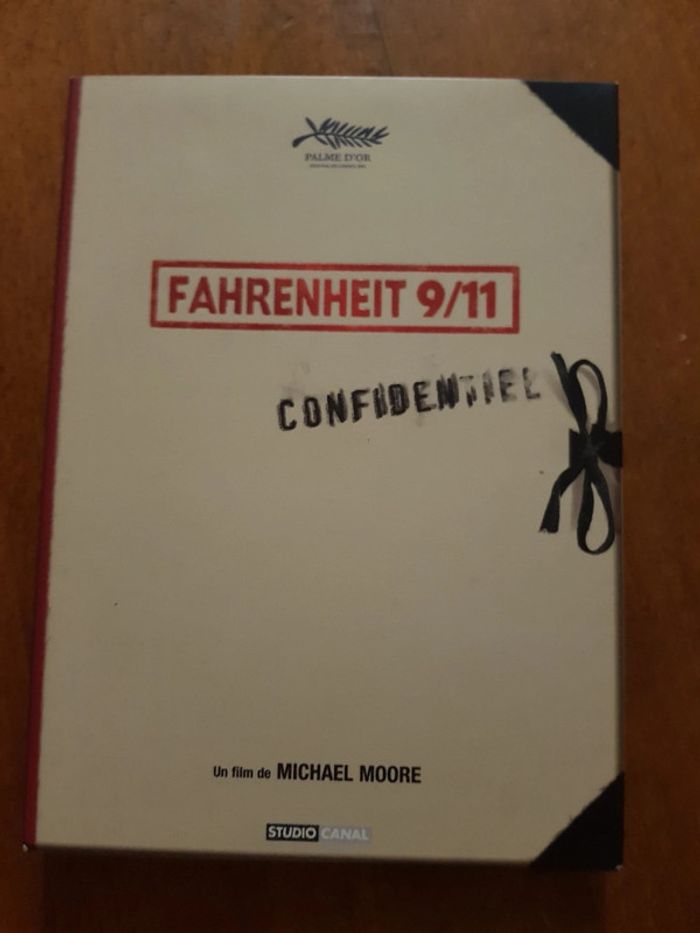 PALME D'OR
FAHRENHEIT 9/11
CONFIDENTIEL
Un film de MICHAEL MOORE
STUDIO CANAL